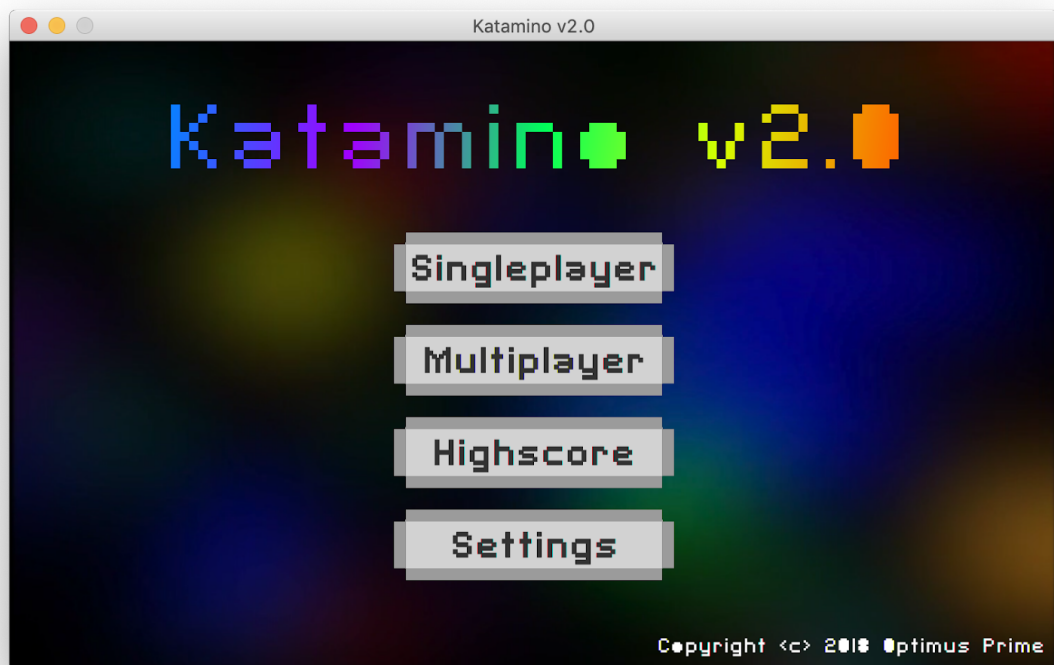 Katamino v2.0
Katamino v2.0
Singleplayer
Multiplayer
Highscore
Settings
Copyright <c> 2018 Optimus Prime